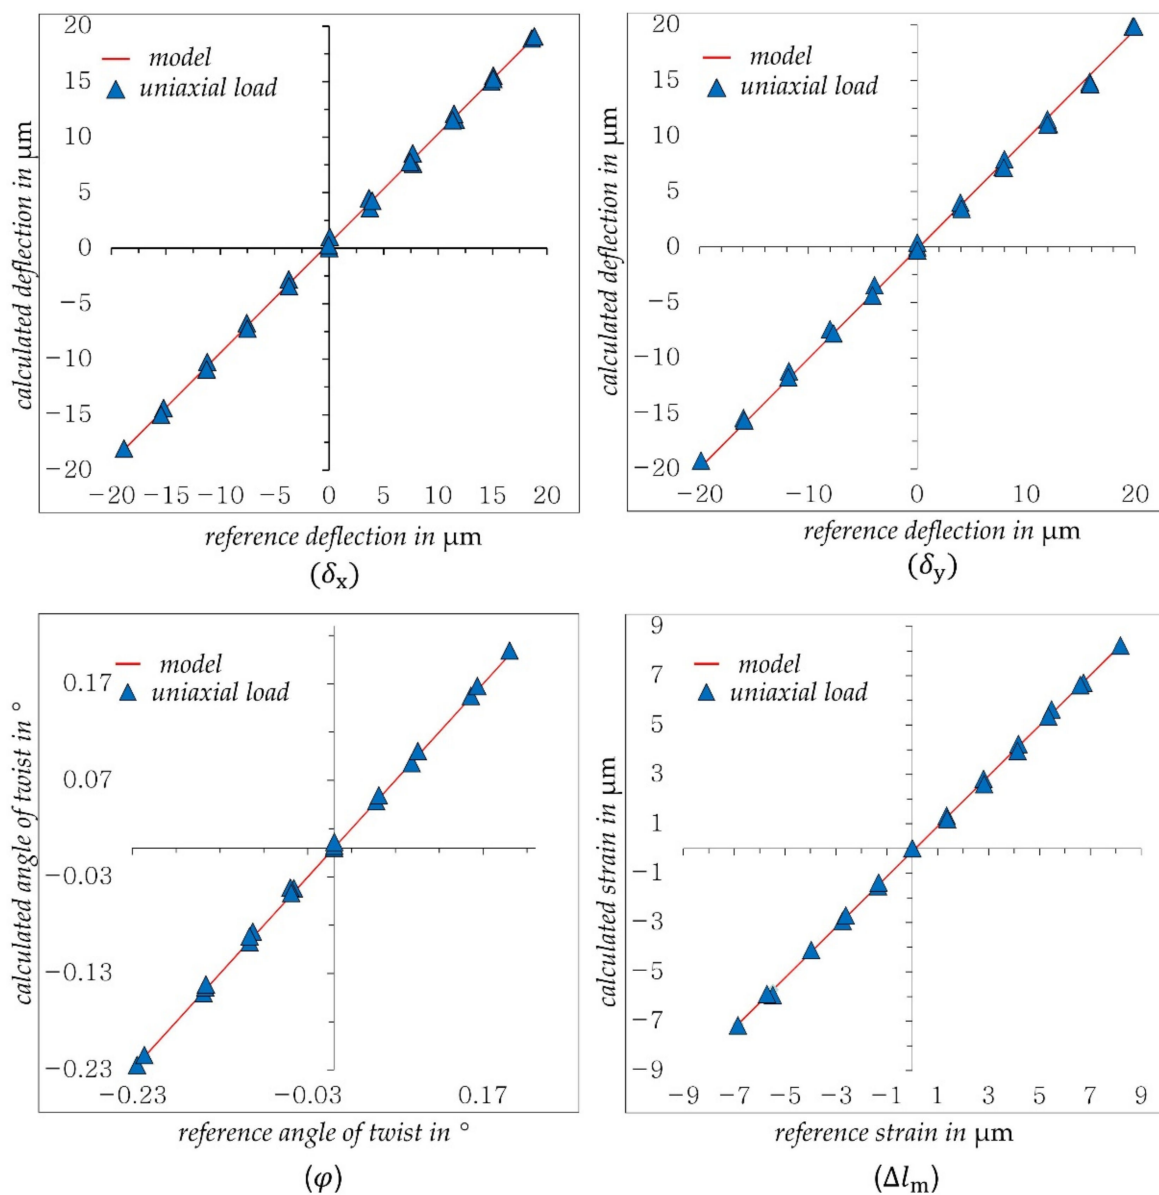 20
15
10
5
0
−5
−10
−15
−20
model
uniaxial load
calculated deflection in μm
−20 −15 −10 −5 0 5 10 15 20
reference deflection in μm
(δx)
20
15
10
5
0
−5
−10
−15
−20
model
uniaxial load
calculated deflection in μm
−20 −10 0 10 20
reference deflection in μm
(δy)
0.17
0.07
−0.03
−0.13
−0.23
model
uniaxial load
calculated angle of twist in °
−0.23 −0.03 0.17
reference angle of twist in °
(φ)
9
7
5
3
1
−1
−3
−5
−7
−9
model
uniaxial load
calculated strain in μm
−9 −7 −5 −3 −1 1 3 5 7 9
reference strain in μm
(Δlm)